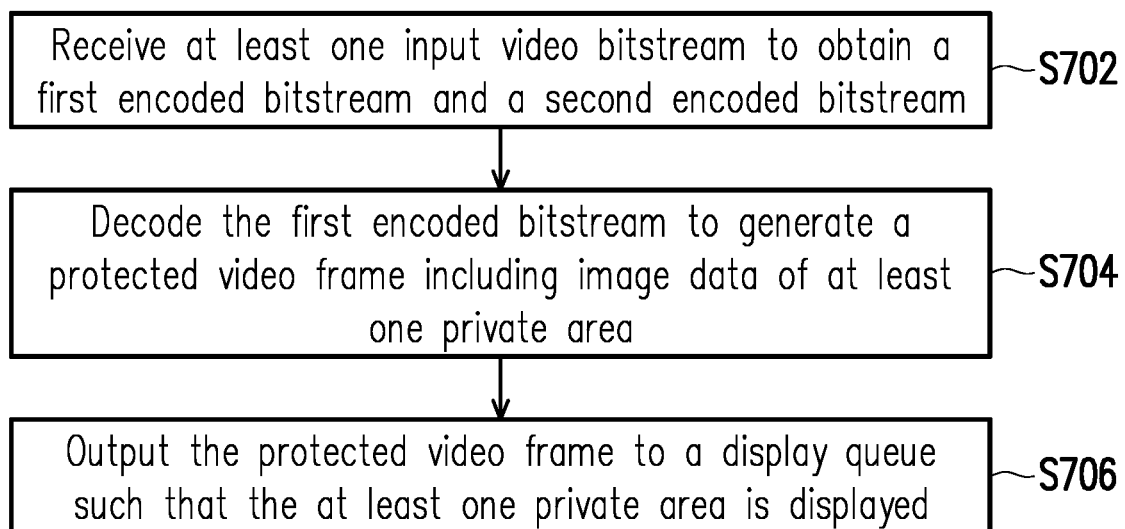 Receive at least one input video bitstream to obtain a
first encoded bitstream and a second encoded bitstream
S702
Decode the first encoded bitstream to generate a
protected video frame including image data of at least
one private area
S704
Output the protected video frame to a display queue
such that the at least one private area is displayed
S706